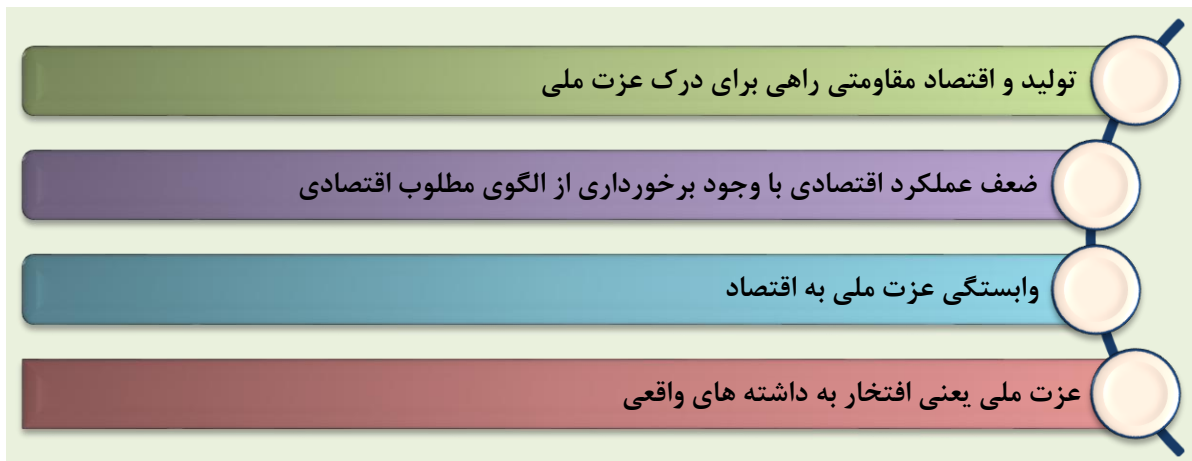 تولید و اقتصاد مقاومتی راهی برای درک عزت ملی
ضعف عملکرد اقتصادی با وجود برخورداری از الگوی مطلوب اقتصادی
وابستگی عزت ملی به اقتصاد
عزت ملی یعنی افتخار به داشته های واقعی